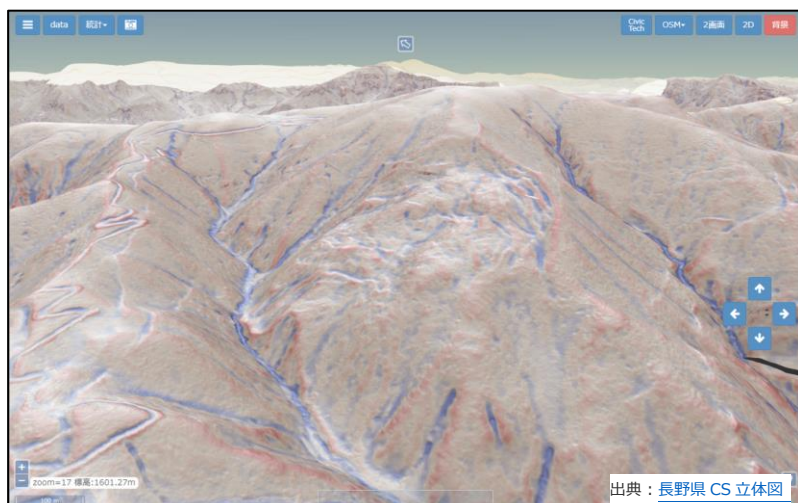 data
統計
Civic
Tech
OSM
2画面
2D
背景
+
−
zoom=17 標高:1601.27m
出典：長野県 CS 立体図